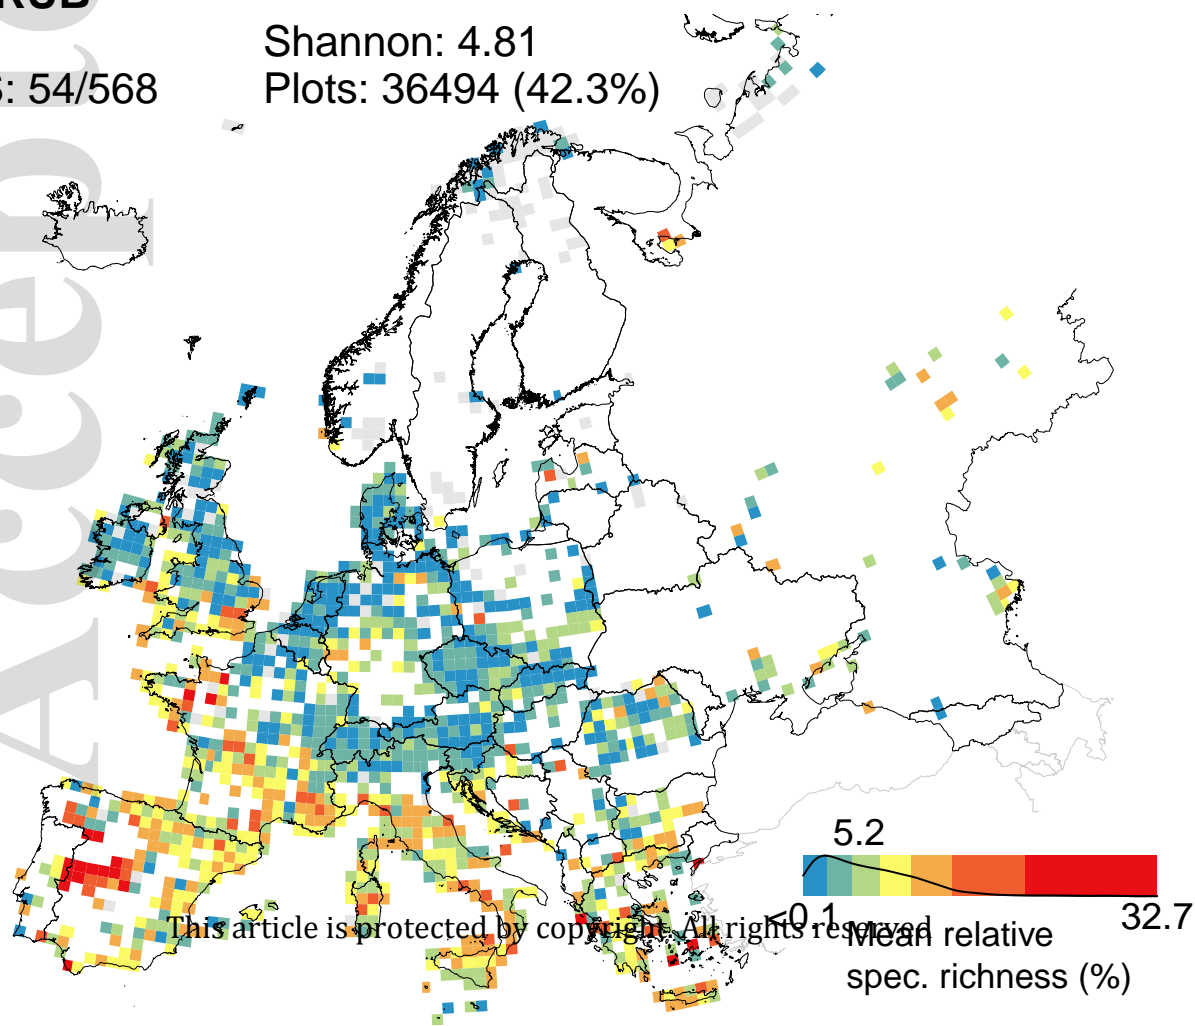 Shannon: 4.81
: 54/568
Plots: 36494 (42.3%)
5.2
<0.1
32.7
Mean relative
spec. richness (%)
This article is protected by copyright. All rights reserved
Accep